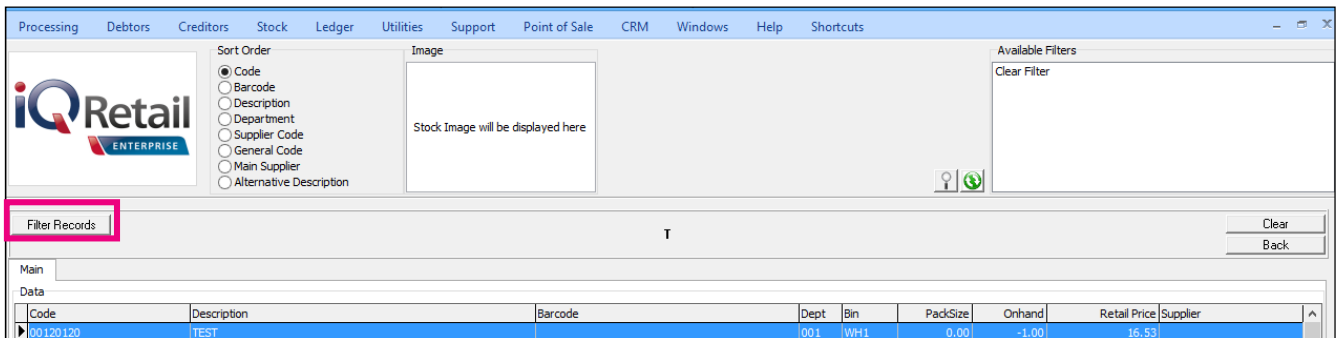 Processing Debtors Creditors Stock Ledger Utilities Support Point of Sale CRM Windows Help Shortcuts
Sort Order
Code
Barcode
Description
Department
Supplier Code
General Code
Main Supplier
Alternative Description
Image
Stock Image will be displayed here
Available Filters
Clear Filter
iQ Retail
ENTERPRISE
Filter Records
T
Clear
Back
Main
Data
Code Description Barcode Dept Bin PackSize Onhand Retail Price Supplier
00120120 TEST 001 WH1 0.00 -1.00 16.53